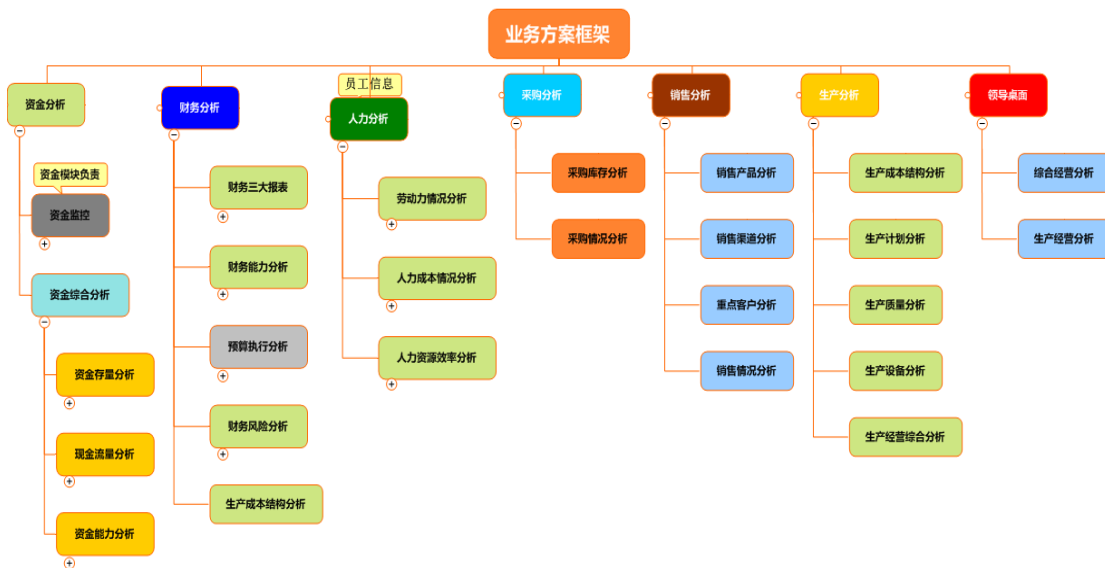 业务方案框架
资金分析
资金模块负责
资金监控
资金综合分析
资金存量分析
现金流量分析
资金能力分析
财务分析
财务三大报表
财务能力分析
预算执行分析
财务风险分析
生产成本结构分析
员工信息
人力分析
劳动力情况分析
人力成本情况分析
人力资源效率分析
采购分析
采购库存分析
采购情况分析
销售分析
销售产品分析
销售渠道分析
重点客户分析
销售情况分析
生产分析
生产成本结构分析
生产计划分析
生产质量分析
生产设备分析
生产经营综合分析
领导桌面
综合经营分析
生产经营分析